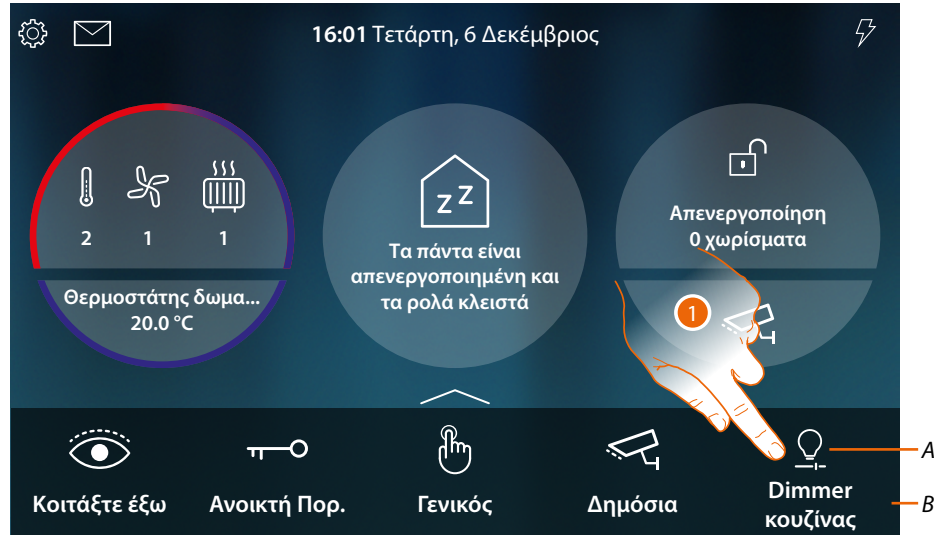 16:01 Τετάρτη, 6 Δεκέμβριος
2 1 1
Θερμοστάτης δωμα...
20.0 °C
zZ
Τα πάντα είναι
απενεργοποιημένη και
τα ρολά κλειστά
Απενεργοποίηση
0 χωρίσματα
1
Κοιτάξτε έξω
Ανοικτή Πορ.
Γενικός
Δημόσια
Dimmer
κουζίνας
A
B